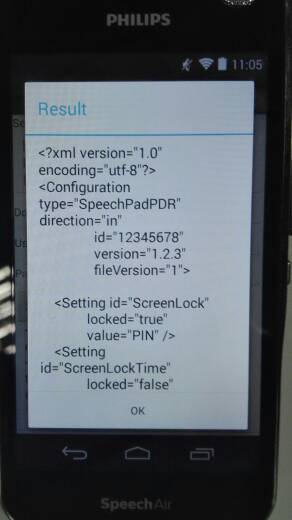 PHILIPS
11:05
Result
<?xml version="1.0"
encoding="utf-8"?>
<Configuration
type="SpeechPadPDR"
direction="in"
id="12345678"
version="1.2.3"
fileVersion="1">
<Setting id="ScreenLock"
locked="true"
value="PIN" />
<Setting
id="ScreenLockTime"
locked="false"
OK
SpeechAir